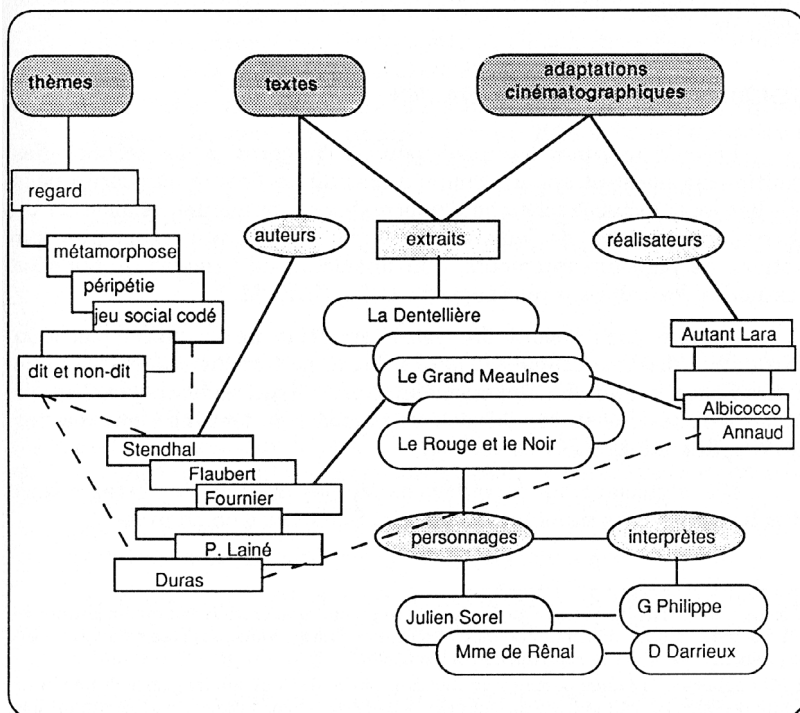 thèmes
textes
adaptations
cinématographiques
regard
métamorphose
péripétie
jeu social codé
dit et non-dit
auteurs
extraits
réalisateurs
La Dentellière
Le Grand Meaulnes
Le Rouge et le Noir
Autant Lara
Albicocco
Annaud
Stendhal
Flaubert
Fournier
P. Lainé
Duras
personnages
interprètes
Julien Sorel
G Philippe
Mme de Rênal
D Darrieux